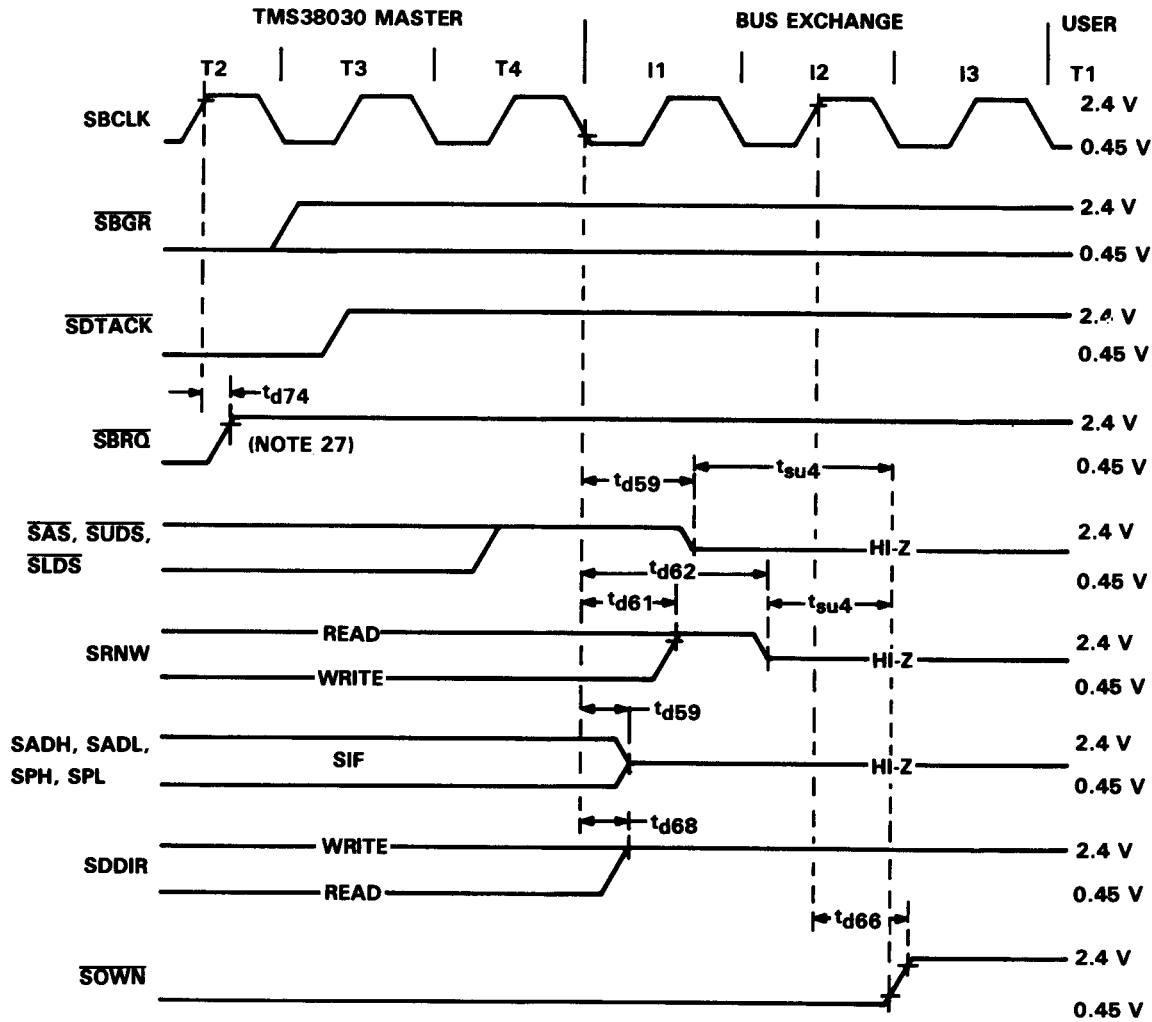 TMS38030 MASTER BUS EXCHANGE USER
T2 T3 T4 I1 I2 I3 T1
SBCLK 2.4 V
0.45 V
SBGR 2.4 V
0.45 V
SDTACK 2.4 V
0.45 V
td74
SBRQ (NOTE 27) 2.4 V
0.45 V
td59 tsu4
SAS, SUDS, 2.4 V
SLDS HI-Z 0.45 V
td62
td61 tsu4
SRNW READ 2.4 V
WRITE HI-Z 0.45 V
td59
SADH, SADL, SIF 2.4 V
SPH, SPL HI-Z 0.45 V
td68
SDDIR WRITE 2.4 V
READ 0.45 V
td66
SOWN 2.4 V
0.45 V